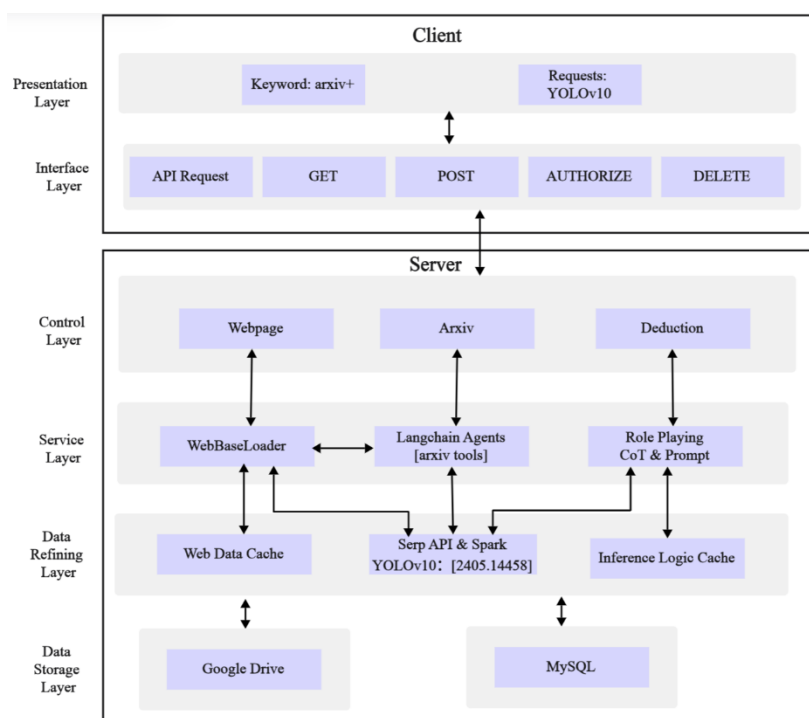 Client
Presentation
Layer
Keyword: arxiv+
Requests:
YOLOv10
Interface
Layer
API Request
GET
POST
AUTHORIZE
DELETE
Server
Control
Layer
Webpage
Arxiv
Deduction
Service
Layer
WebBaseLoader
Langchain Agents
[arxiv tools]
Role Playing
CoT & Prompt
Data
Refining
Layer
Web Data Cache
Serp API & Spark
YOLOv10：[2405.14458]
Inference Logic Cache
Data
Storage
Layer
Google Drive
MySQL